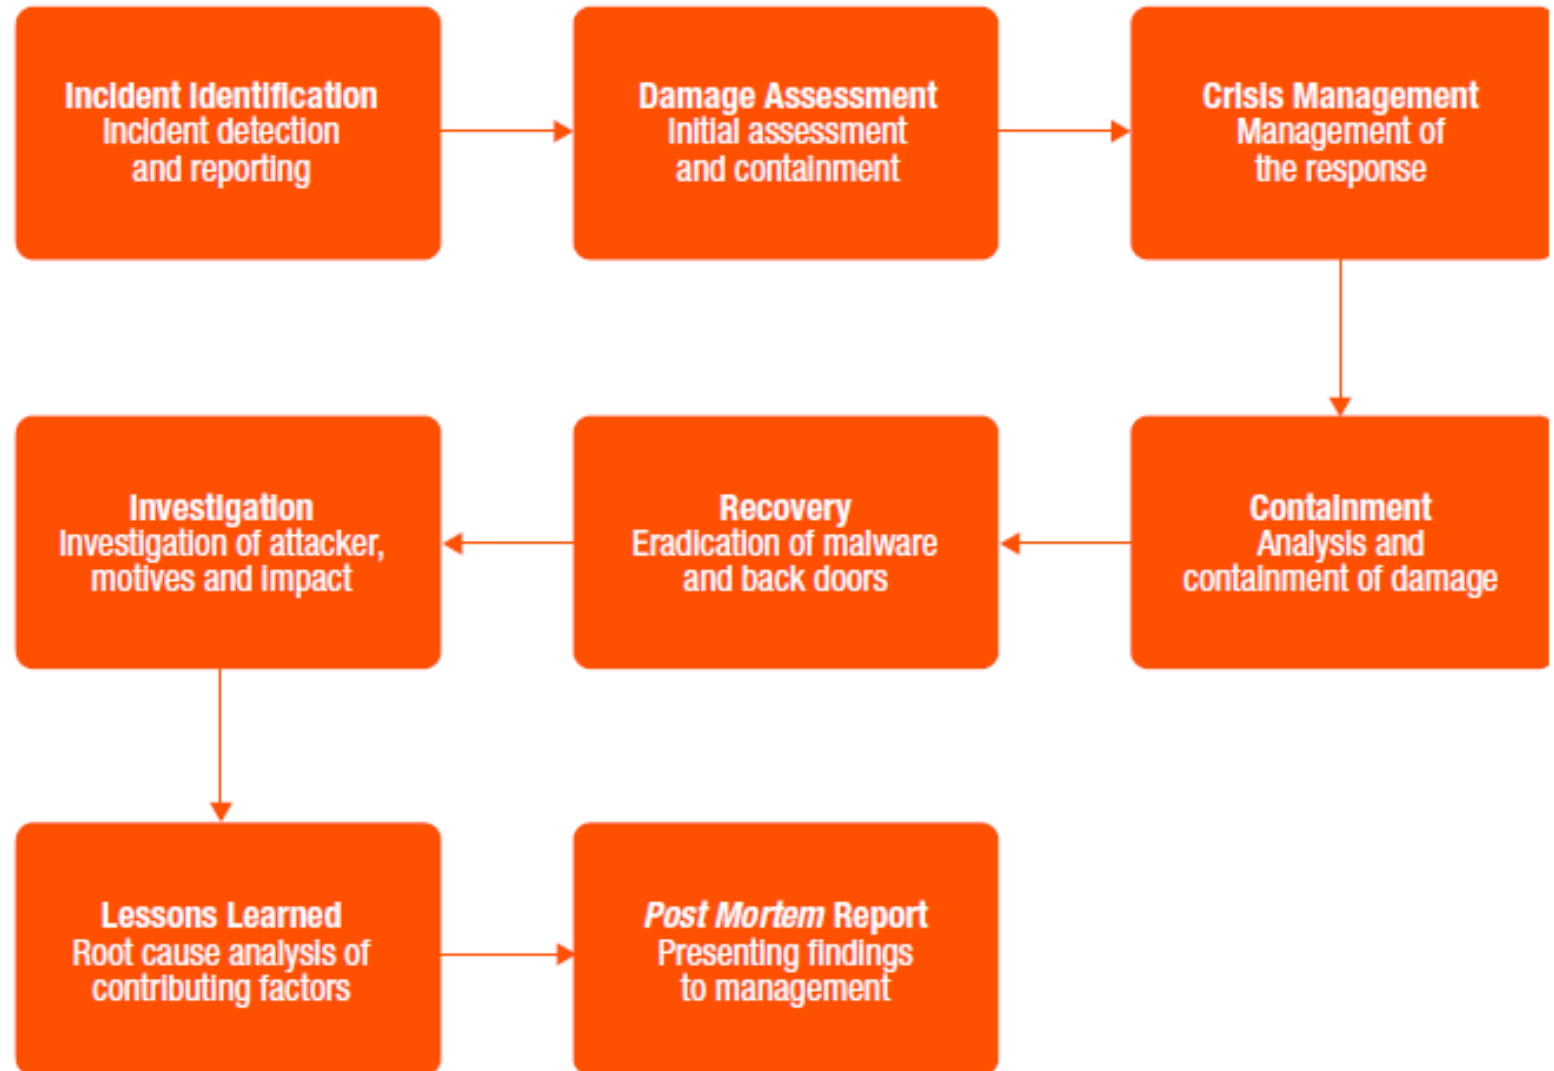 Incident Identification
Incident detection
and reporting
Damage Assessment
Initial assessment
and containment
Crisis Management
Management of
the response
Containment
Analysis and
containment of damage
Recovery
Eradication of malware
and back doors
Investigation
Investigation of attacker,
motives and impact
Lessons Learned
Root cause analysis of
contributing factors
Post Mortem Report
Presenting findings
to management